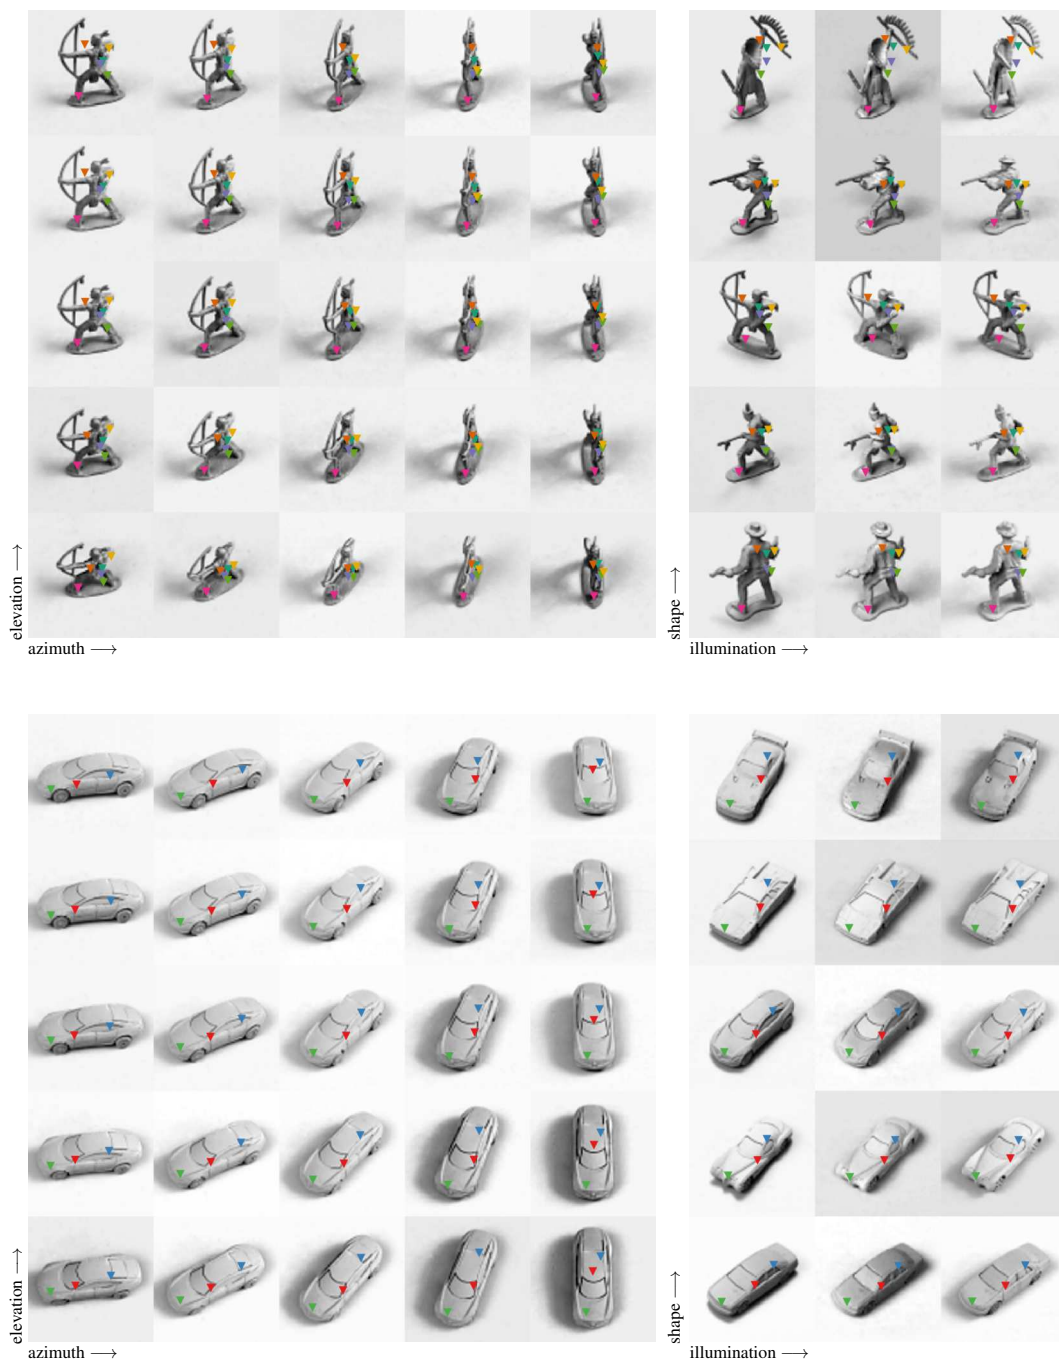 elevation →
azimuth →
shape →
illumination →
elevation →
azimuth →
shape →
illumination →